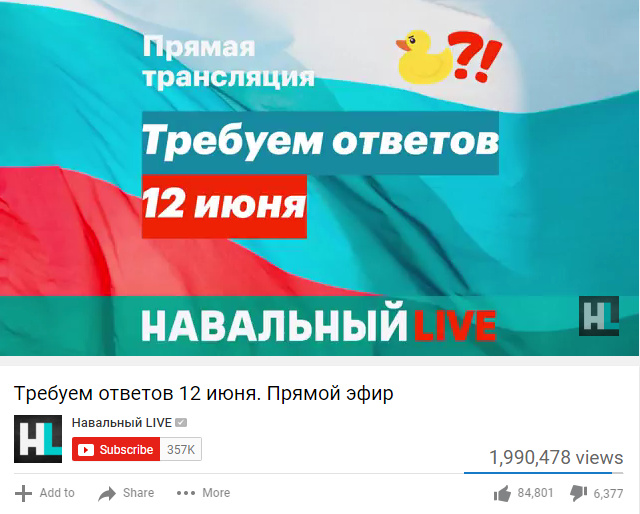 Прямая
трансляция
?!
Требуем ответов
12 июня
НАВАЛЬНЫЙ LIVE
HL
Требуем ответов 12 июня. Прямой эфир
HL
Навальный LIVE
Subscribe 357K
1,990,478 views
Add to Share More 84,801 6,377